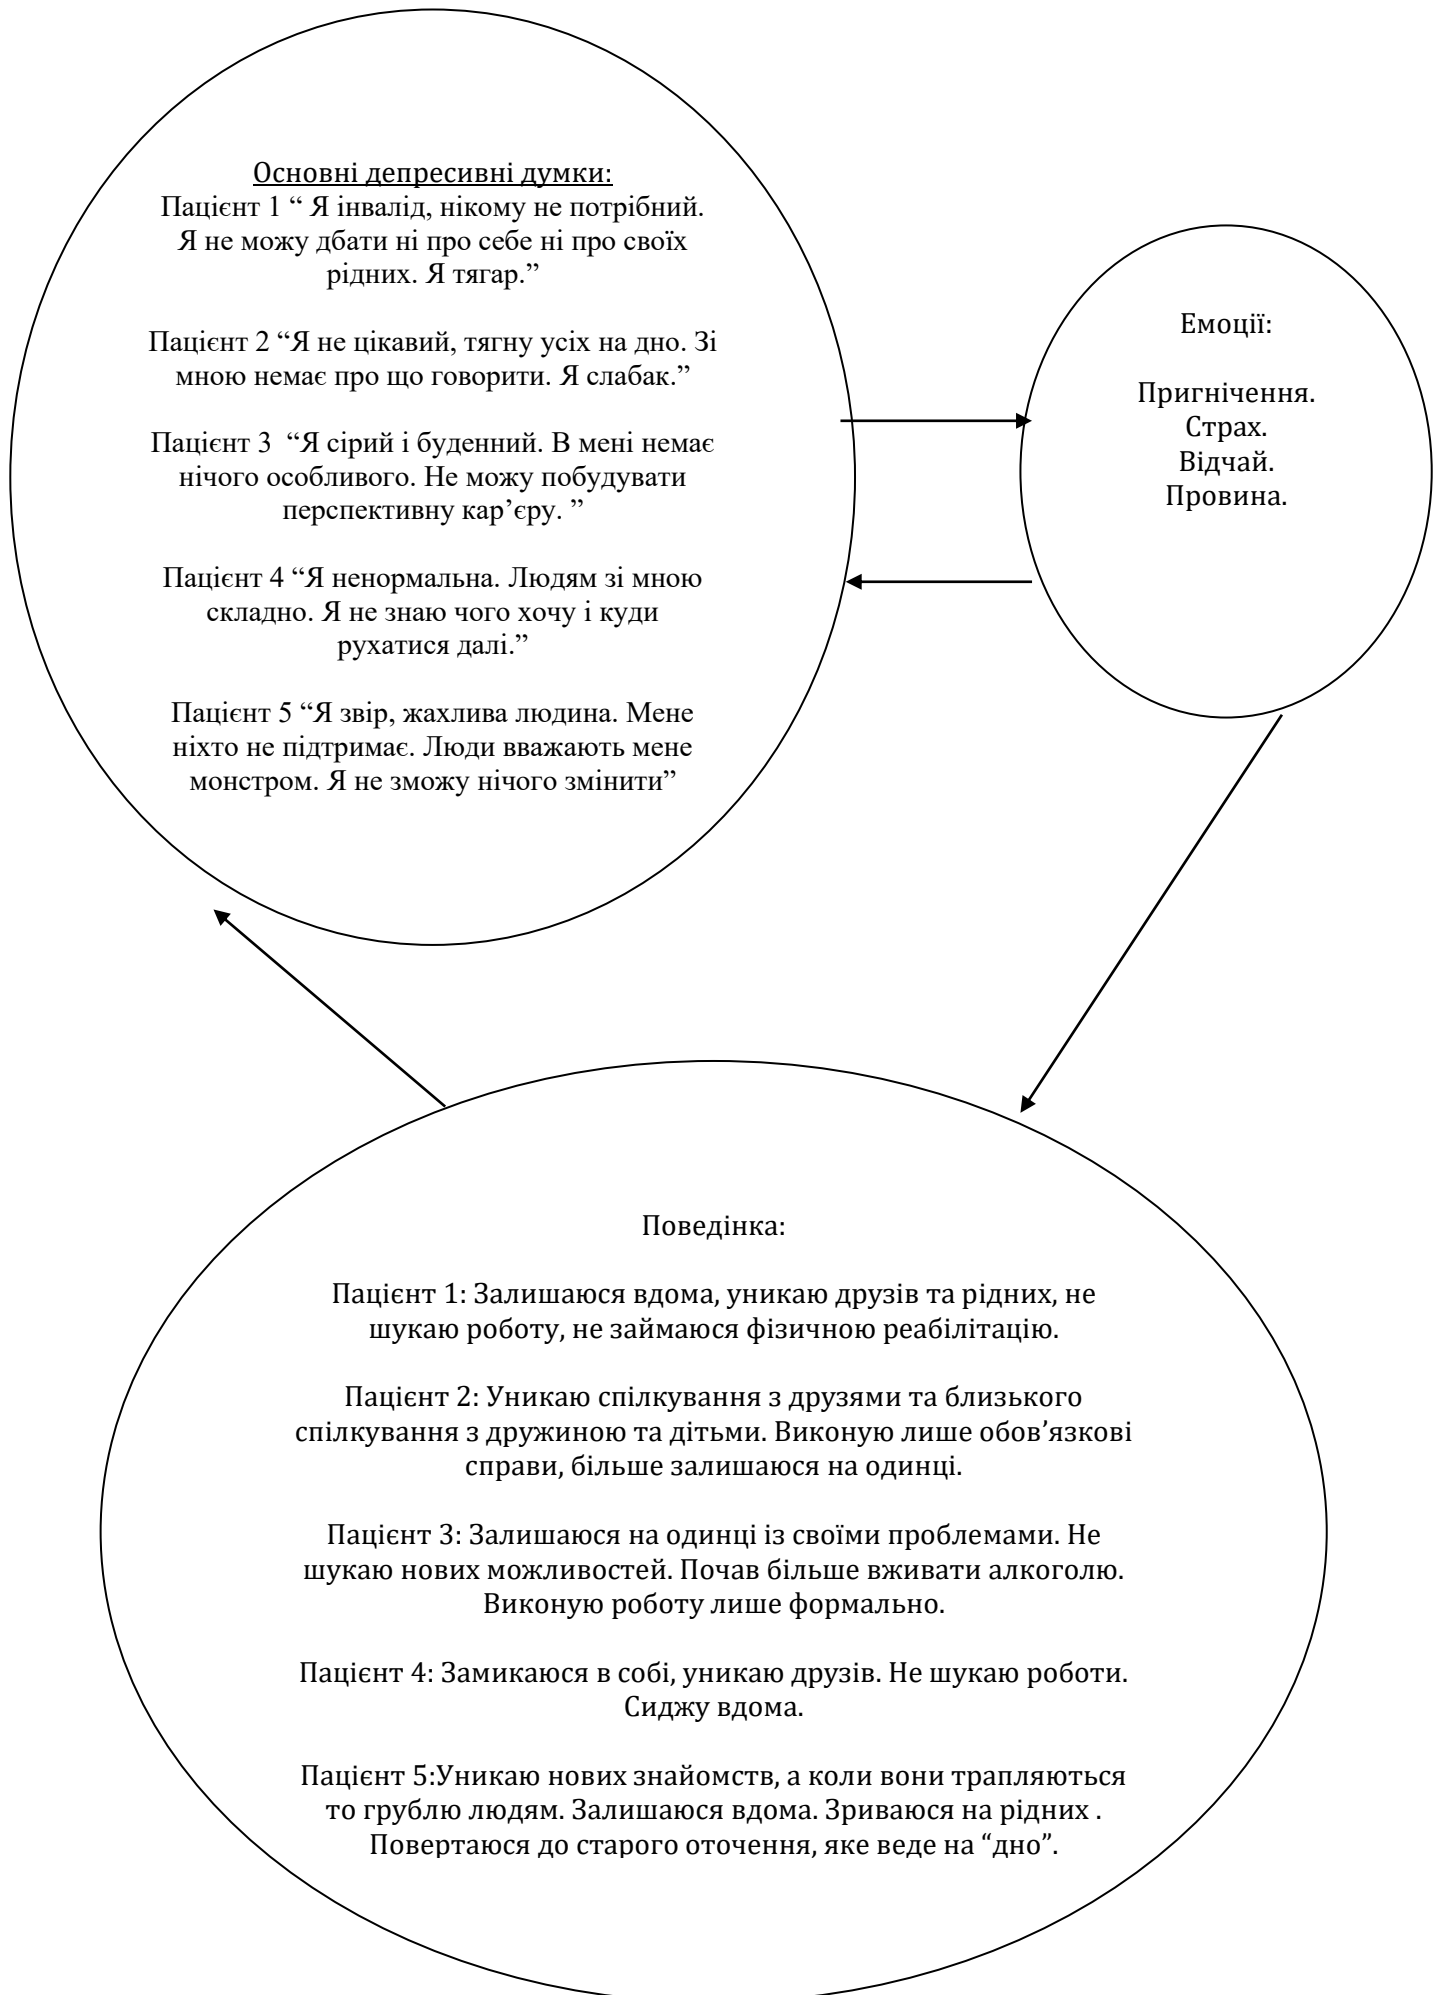 Основні депресивні думки:
Пацієнт 1 “ Я інвалід, нікому не потрібний.
Я не можу дбати ні про себе ні про своїх
рідних. Я тягар.”
Пацієнт 2 “Я не цікавий, тягну усіх на дно. Зі
мною немає про що говорити. Я слабак.”
Пацієнт 3  “Я сірий і буденний. В мені немає
нічого особливого. Не можу побудувати
перспективну кар’єру. ”
Пацієнт 4 “Я ненормальна. Людям зі мною
складно. Я не знаю чого хочу і куди
рухатися далі.”
Пацієнт 5 “Я звір, жахлива людина. Мене
ніхто не підтримає. Люди вважають мене
монстром. Я не зможу нічого змінити”
Емоції:
Пригнічення.
Страх.
Відчай.
Провина.
Поведінка:
Пацієнт 1: Залишаюся вдома, уникаю друзів та рідних, не
шукаю роботу, не займаюся фізичною реабілітацію.
Пацієнт 2: Уникаю спілкування з друзями та близького
спілкування з дружиною та дітьми. Виконую лише обов’язкові
справи, більше залишаюся на одинці.
Пацієнт 3: Залишаюся на одинці із своїми проблемами. Не
шукаю нових можливостей. Почав більше вживати алкоголю.
Виконую роботу лише формально.
Пацієнт 4: Замикаюся в собі, уникаю друзів. Не шукаю роботи.
Сиджу вдома.
Пацієнт 5:Уникаю нових знайомств, а коли вони трапляються
то грублю людям. Залишаюся вдома. Зриваюся на рідних .
Повертаюся до старого оточення, яке веде на “дно”.